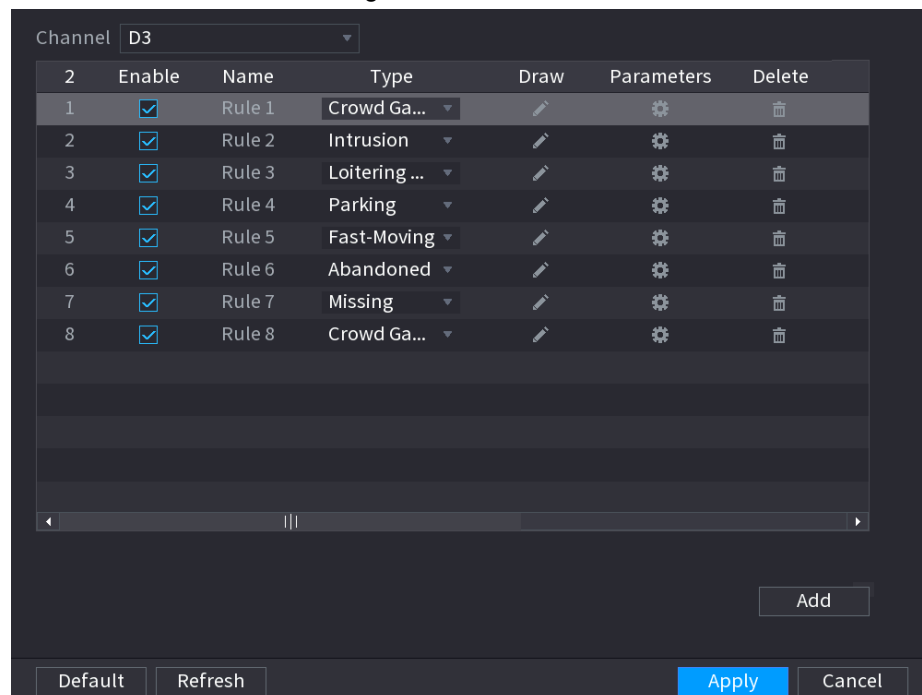 Channel D3
2 Enable Name Type Draw Parameters Delete
1 Rule 1 Crowd Ga...
2 Rule 2 Intrusion
3 Rule 3 Loitering ...
4 Rule 4 Parking
5 Rule 5 Fast-Moving
6 Rule 6 Abandoned
7 Rule 7 Missing
8 Rule 8 Crowd Ga...
Add
Default Refresh Apply Cancel